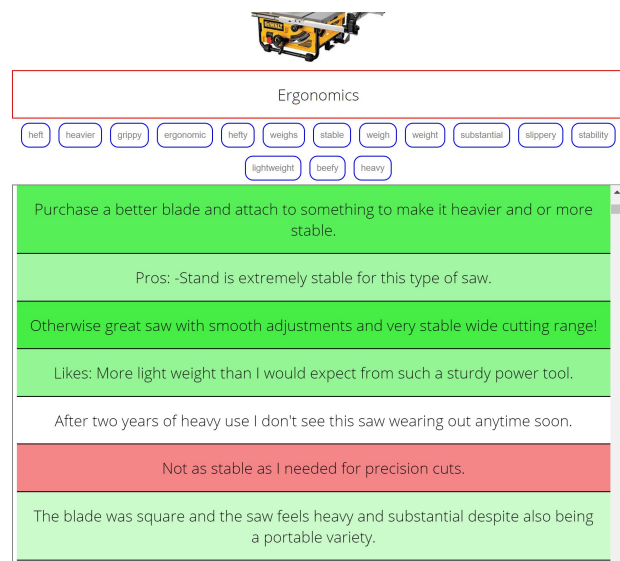 DEWALT
Ergonomics
heft heavier grippy ergonomic hefty weighs stable weigh weight substantial slippery stability
lightweight beefy heavy
Purchase a better blade and attach to something to make it heavier and or more
stable.
Pros: -Stand is extremely stable for this type of saw.
Otherwise great saw with smooth adjustments and very stable wide cutting range!
Likes: More light weight than I would expect from such a sturdy power tool.
After two years of heavy use I don't see this saw wearing out anytime soon.
Not as stable as I needed for precision cuts.
The blade was square and the saw feels heavy and substantial despite also being
a portable variety.